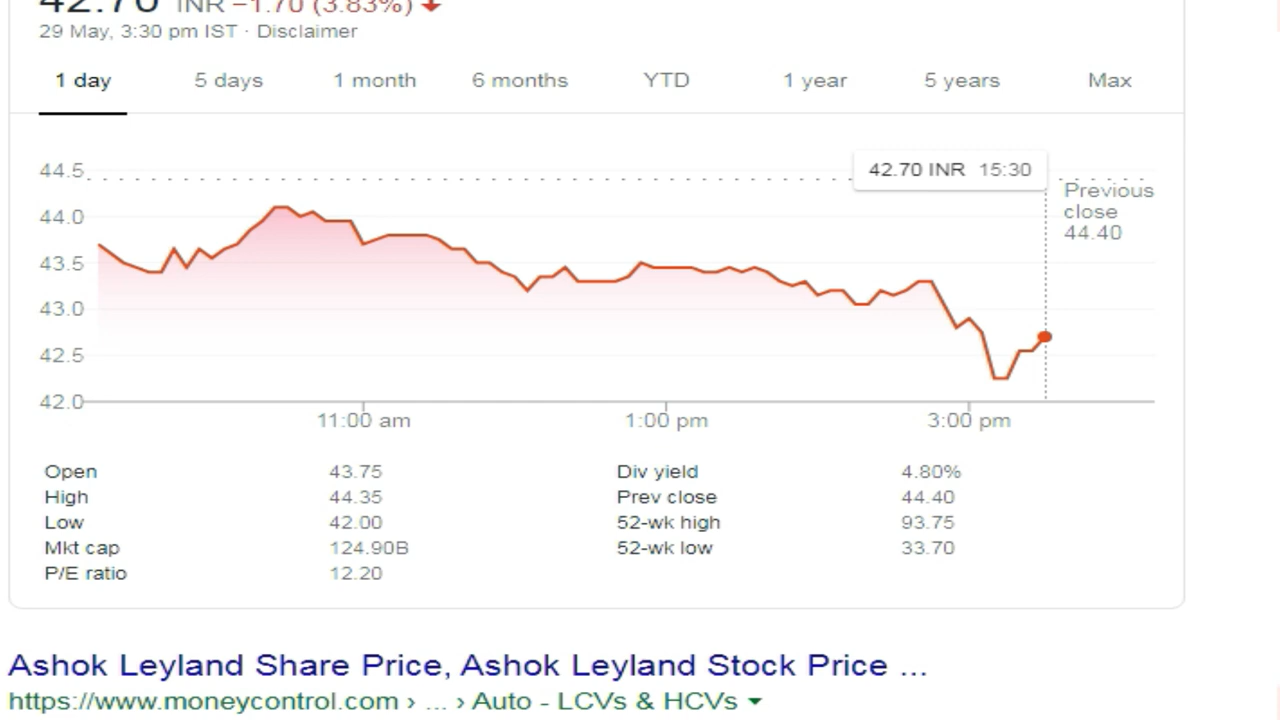 42.70 INR −1.70 (3.83%)
29 May, 3:30 pm IST · Disclaimer
1 day 5 days 1 month 6 months YTD 1 year 5 years Max
42.70 INR 15:30
Previous
close
44.40
44.5
44.0
43.5
43.0
42.5
42.0
11:00 am 1:00 pm 3:00 pm
Open 43.75 Div yield 4.80%
High 44.35 Prev close 44.40
Low 42.00 52-wk high 93.75
Mkt cap 124.90B 52-wk low 33.70
P/E ratio 12.20
Ashok Leyland Share Price, Ashok Leyland Stock Price ...
https://www.moneycontrol.com › ... › Auto - LCVs & HCVs